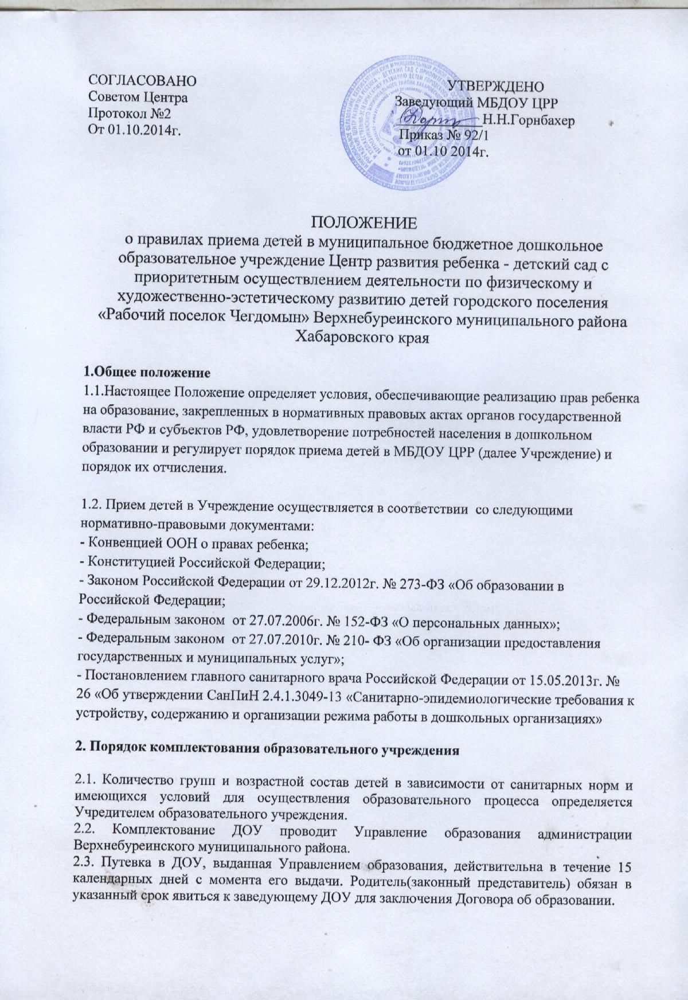 СОГЛАСОВАНО
Советом Центра
Протокол №2
От 01.10.2014г.
УТВЕРЖДЕНО
Заведующий МБДОУ ЦРР
Н.Н.Горнбахер
Приказ № 92/1
от 01.10 2014г.
ПОЛОЖЕНИЕ
о правилах приема детей в муниципальное бюджетное дошкольное
образовательное учреждение Центр развития ребенка - детский сад с
приоритетным осуществлением деятельности по физическому и
художественно-эстетическому развитию детей городского поселения
«Рабочий поселок Чегдомын» Верхнебуреинского муниципального района
Хабаровского края
1.Общее положение
1.1.Настоящее Положение определяет условия, обеспечивающие реализацию прав ребенка
на образование, закрепленных в нормативных правовых актах органов государственной
власти РФ и субъектов РФ, удовлетворение потребностей населения в дошкольном
образовании и регулирует порядок приема детей в МБДОУ ЦРР (далее Учреждение) и
порядок их отчисления.
1.2. Прием детей в Учреждение осуществляется в соответствии со следующими
нормативно-правовыми документами:
- Конвенцией ООН о правах ребенка;
- Конституцией Российской Федерации;
- Законом Российской Федерации от 29.12.2012г. № 273-ФЗ «Об образовании в
Российской Федерации;
- Федеральным законом от 27.07.2006г. № 152-ФЗ «О персональных данных»;
- Федеральным законом от 27.07.2010г. № 210- ФЗ «Об организации предоставления
государственных и муниципальных услуг»;
- Постановлением главного санитарного врача Российской Федерации от 15.05.2013г. №
26 «Об утверждении СанПиН 2.4.1.3049-13 «Санитарно-эпидемиологические требования к
устройству, содержанию и организации режима работы в дошкольных организациях»
2. Порядок комплектования образовательного учреждения
2.1. Количество групп и возрастной состав детей в зависимости от санитарных норм и
имеющихся условий для осуществления образовательного процесса определяется
Учредителем образовательного учреждения.
2.2. Комплектование ДОУ проводит Управление образования администрации
Верхнебуреинского муниципального района.
2.3. Путевка в ДОУ, выданная Управлением образования, действительна в течение 15
календарных дней с момента его выдачи. Родитель(законный представитель) обязан в
указанный срок явиться к заведующему ДОУ для заключения Договора об образовании.